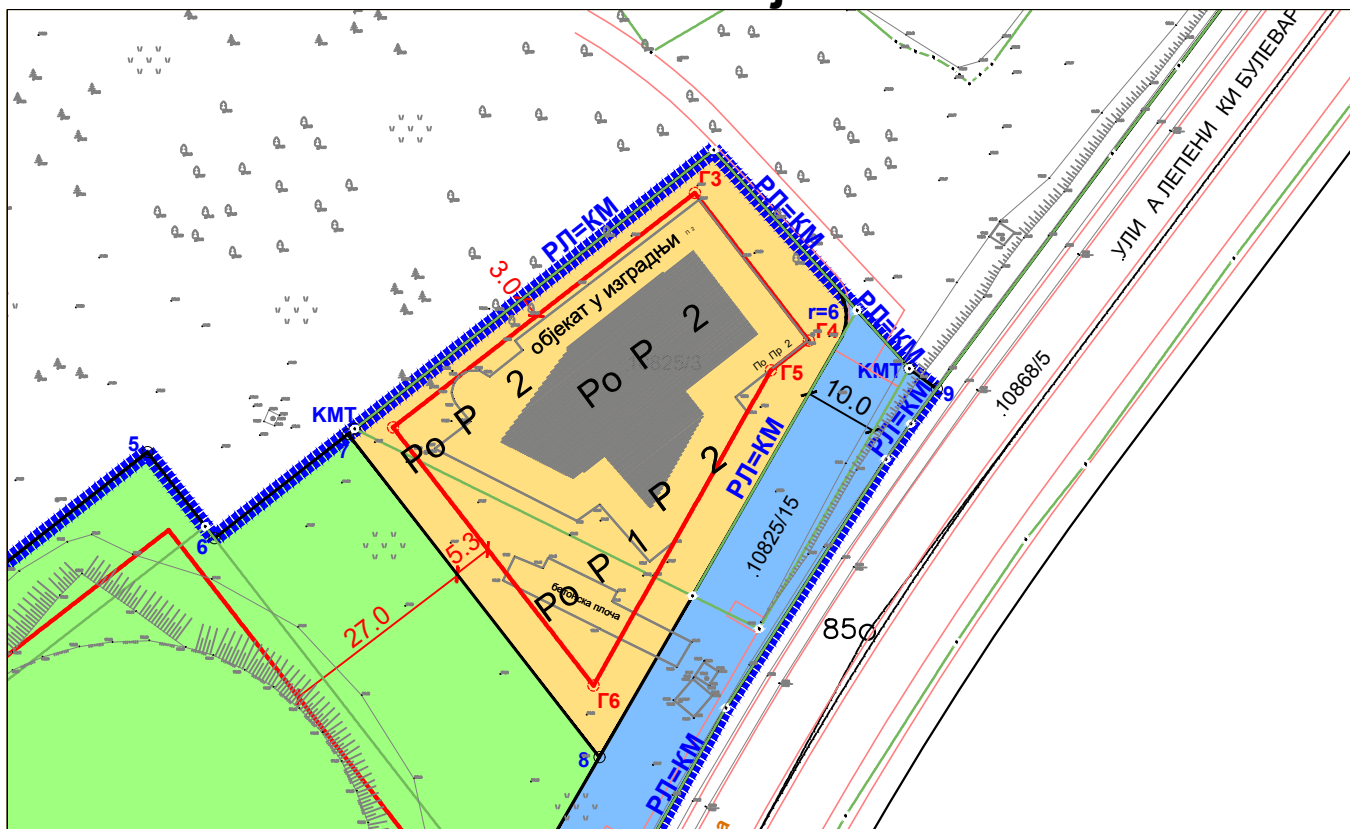 РЛ=КМ
Г3
РЛ=КМ
3.0
објекат у изградњи
п 2
УЛИ А ЛЕПЕНИ КИ БУЛЕВАР
РЛ=КМ
r=6
Г4
По Пр 2
Г5
КМТ
9
10825/3
Ро Р 2
Ро Р 2
10.0
10868/5
КМТ
7
5
6
РЛ=КМ
РЛ=КМ
Ро Р 1 Р 2
10825/15
5.3
бетонска плоча
27.0
85
Г6
8
РЛ=КМ